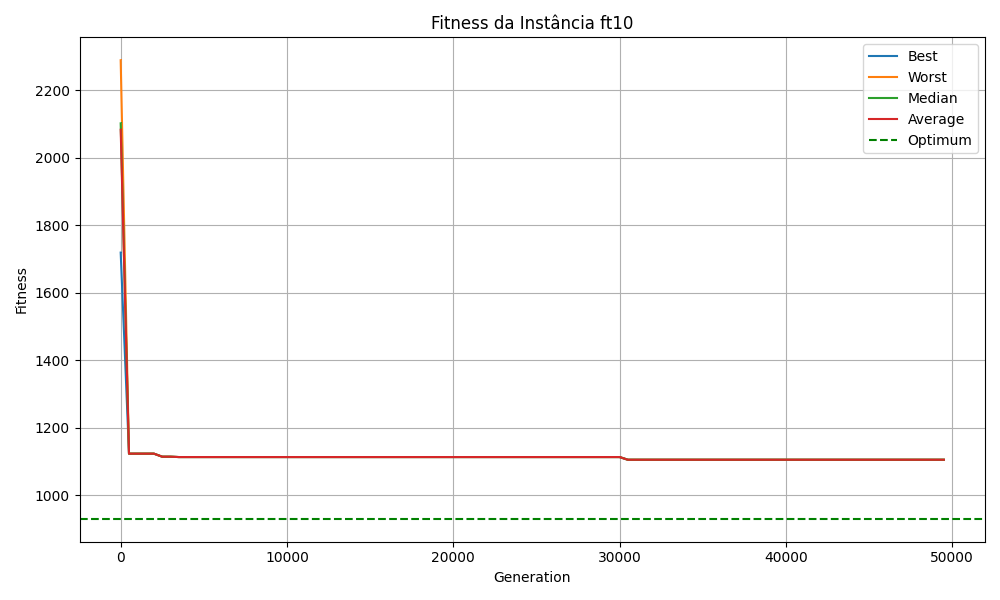 Fitness da Instância ft10
Best
Worst
Median
Average
Optimum
Fitness
2200
2000
1800
1600
1400
1200
1000
0
10000
20000
30000
40000
50000
Generation